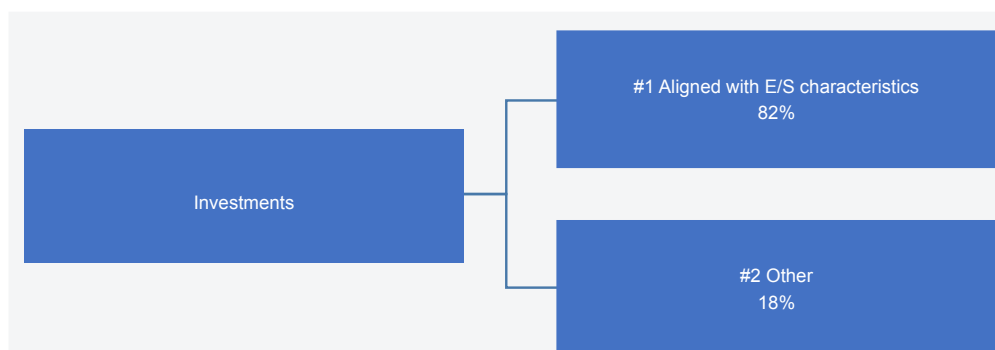 Investments
#1 Aligned with E/S characteristics
82%
#2 Other
18%